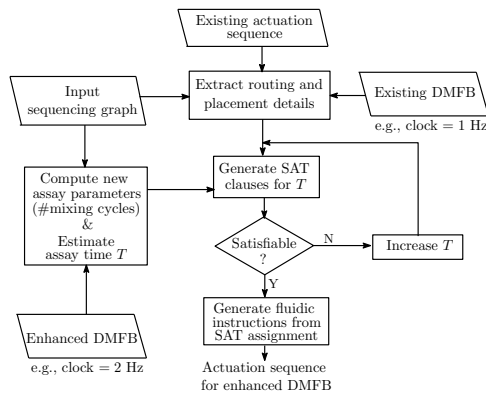 Existing actuation
sequence
Input
sequencing graph
Extract routing and
placement details
Existing DMFB
e.g., clock = 1 Hz
Compute new
assay parameters
(#mixing cycles)
&
Estimate
assay time T
Generate SAT
clauses for T
Satisfiable
?
N
Increase T
Y
Enhanced DMFB
e.g., clock = 2 Hz
Generate fluidic
instructions from
SAT assignment
Actuation sequence
for enhanced DMFB